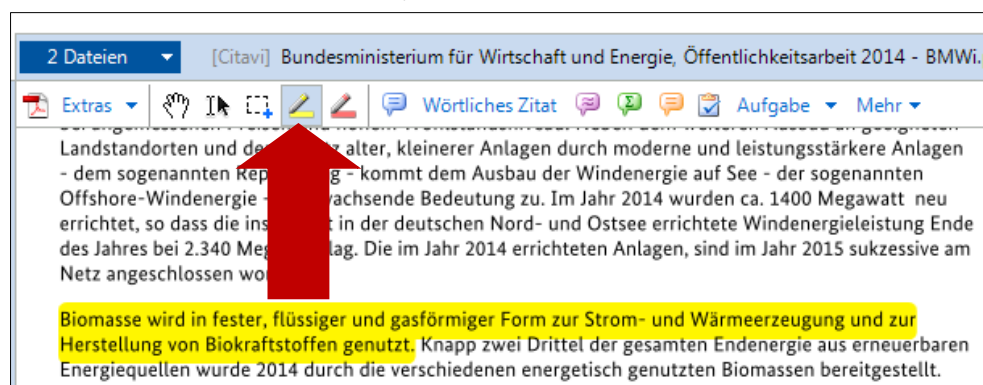 2 Dateien [Citavi] Bundesministerium für Wirtschaft und Energie, Öffentlichkeitsarbeit 2014 - BMWi.
Extras Wörtliches Zitat Aufgabe Mehr
Landstandorten und de alter, kleinerer Anlagen durch moderne und leistungsstärkere Anlagen
- dem sogenannten Rep g - kommt dem Ausbau der Windenergie auf See - der sogenannten
Offshore-Windenergie - achsende Bedeutung zu. Im Jahr 2014 wurden ca. 1400 Megawatt neu
errichtet, so dass die ins t in der deutschen Nord- und Ostsee errichtete Windenergieleistung Ende
des Jahres bei 2.340 Meg lag. Die im Jahr 2014 errichteten Anlagen, sind im Jahr 2015 sukzessive am
Netz angeschlossen wo
Biomasse wird in fester, flüssiger und gasförmiger Form zur Strom- und Wärmeerzeugung und zur
Herstellung von Biokraftstoffen genutzt. Knapp zwei Drittel der gesamten Endenergie aus erneuerbaren
Energiequellen wurde 2014 durch die verschiedenen energetisch genutzten Biomassen bereitgestellt.